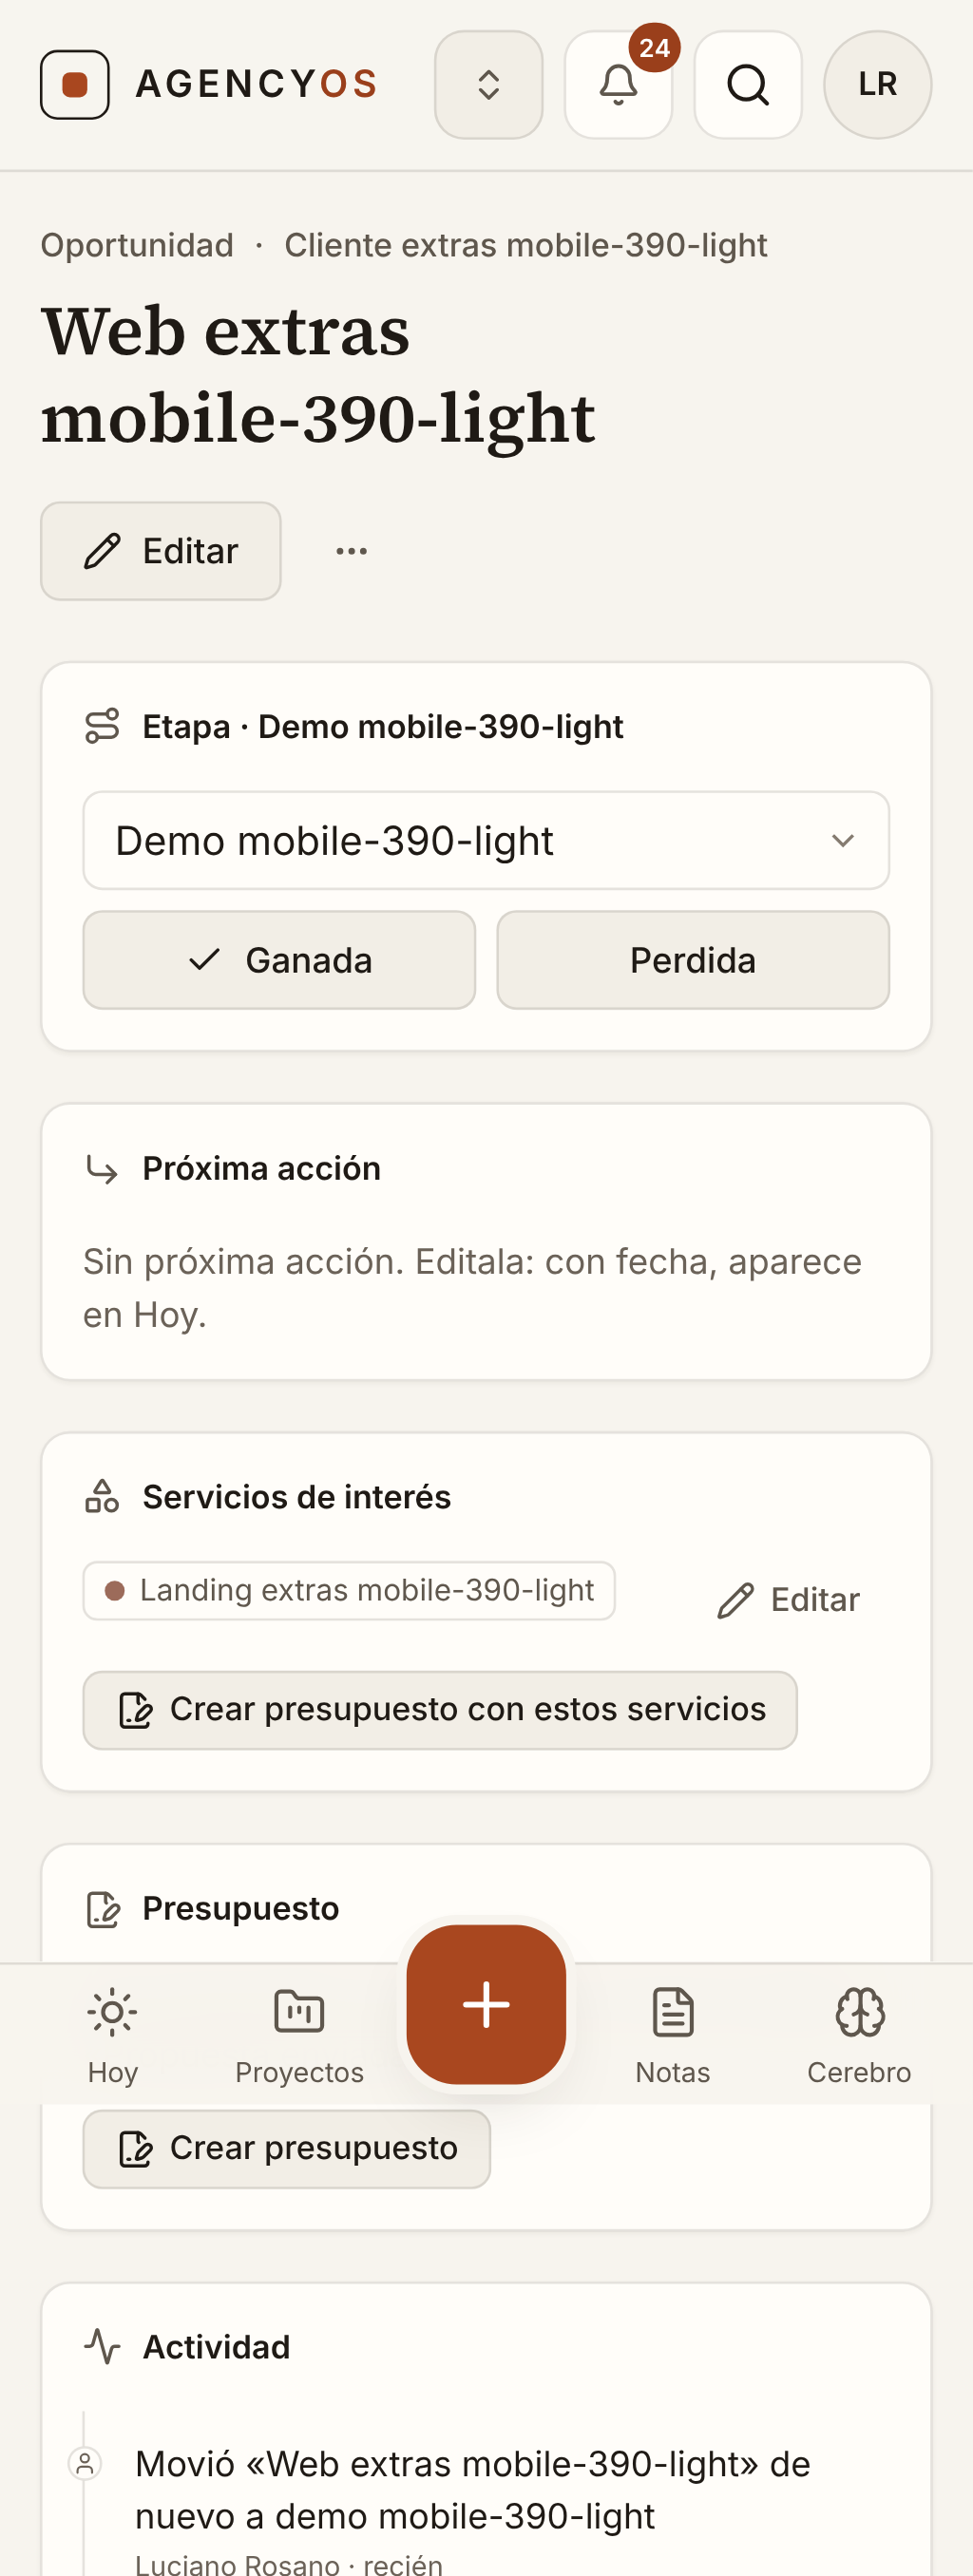 AGENCYOS
24
LR
Oportunidad · Cliente extras mobile-390-light
Web extras
mobile-390-light
Editar
Etapa · Demo mobile-390-light
Demo mobile-390-light
Ganada
Perdida
Próxima acción
Sin próxima acción. Editala: con fecha, aparece
en Hoy.
Servicios de interés
Landing extras mobile-390-light
Editar
Crear presupuesto con estos servicios
Presupuesto
Hoy
Proyectos
Notas
Cerebro
Crear presupuesto
Actividad
Movió «Web extras mobile-390-light» de
nuevo a demo mobile-390-light
Luciano Rosano · recién